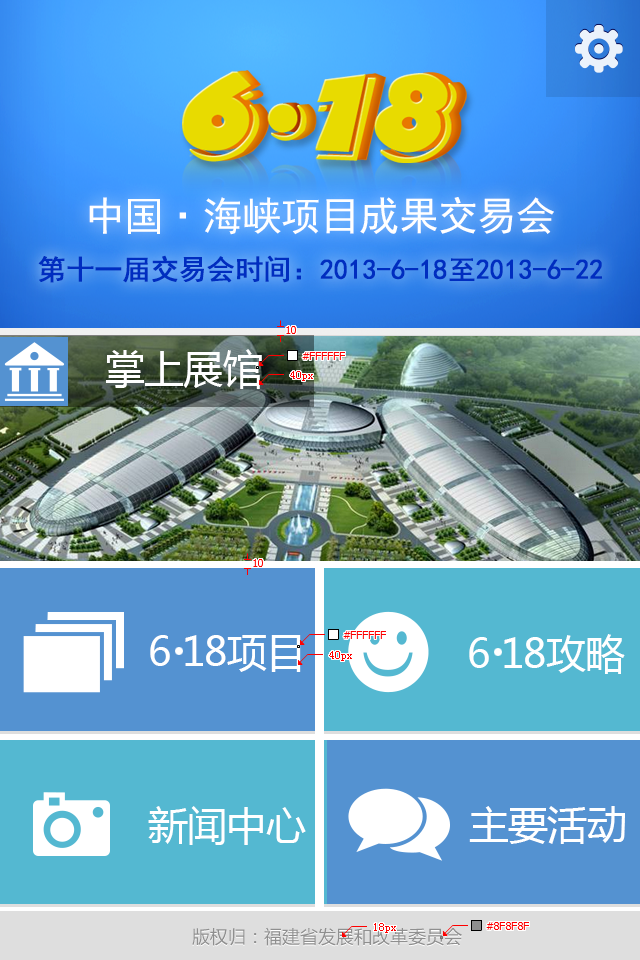 6·18
中国·海峡项目成果交易会
第十一届交易会时间：2013-6-18至2013-6-22
10
掌上展馆
#FFFFFF
40px
10
6·18项目
#FFFFFF
40px
6·18攻略
新闻中心
主要活动
版权归：福建省发展和改革委员会
18px
#8F8F8F